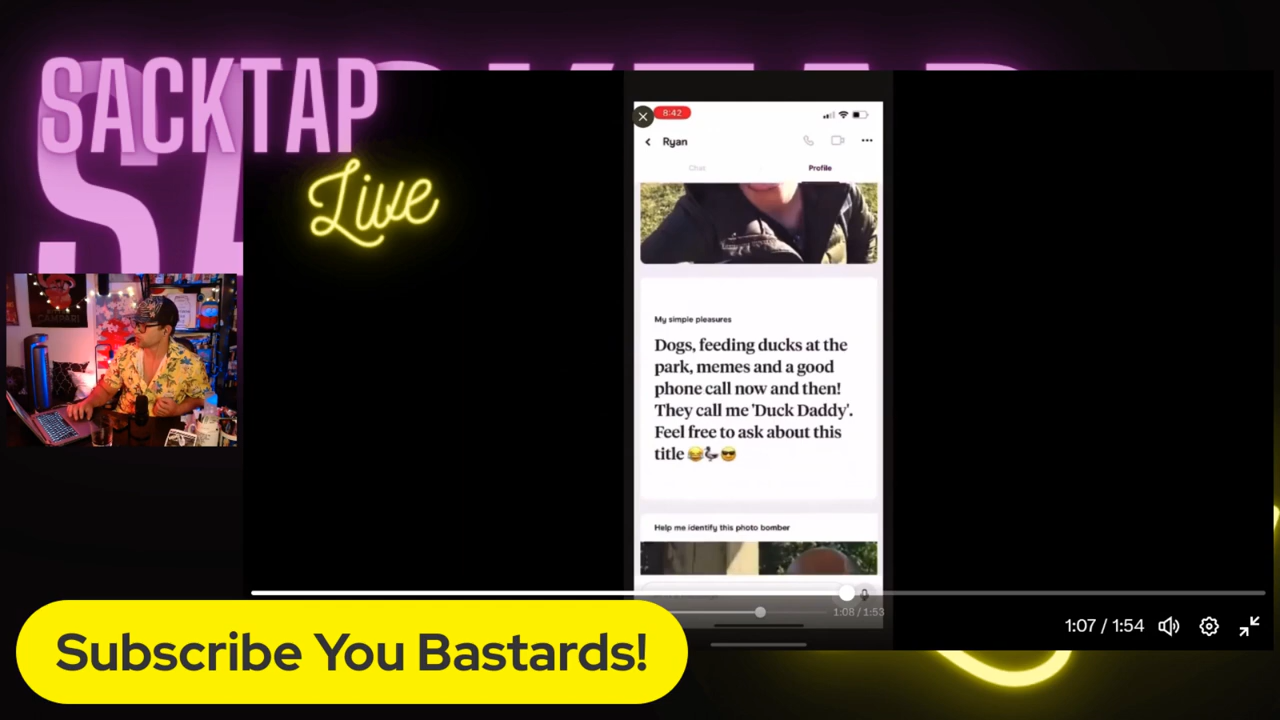 SACKTAP
Live
8:42
Ryan
Chat
Profile
My simple pleasures
Dogs, feeding ducks at the
park, memes and a good
phone call now and then!
They call me 'Duck Daddy'.
Feel free to ask about this
title 😂🦆😎
Help me identify this photo bomber
1:08 / 1:53
1:07 / 1:54
CAMPARI
Subscribe You Bastards!